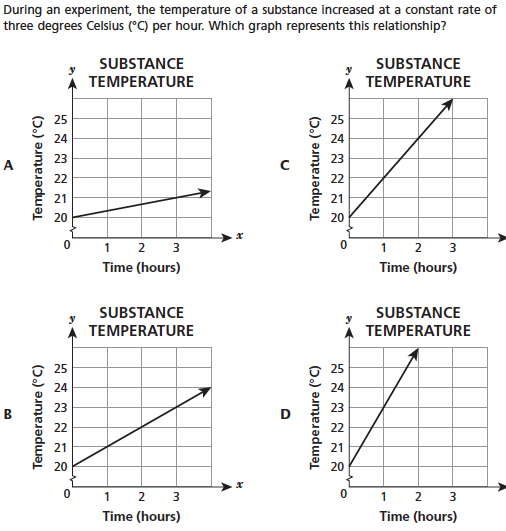 During an experiment, the temperature of a substance increased at a constant rate of
three degrees Celsius (°C) per hour. Which graph represents this relationship?
A
SUBSTANCE
TEMPERATURE
y
Temperature (°C)
25
24
23
22
21
20
0
1 2 3
x
Time (hours)
C
SUBSTANCE
TEMPERATURE
y
Temperature (°C)
25
24
23
22
21
20
0
1 2 3
Time (hours)
B
SUBSTANCE
TEMPERATURE
y
Temperature (°C)
25
24
23
22
21
20
0
1 2 3
x
Time (hours)
D
SUBSTANCE
TEMPERATURE
y
Temperature (°C)
25
24
23
22
21
20
0
1 2 3
Time (hours)